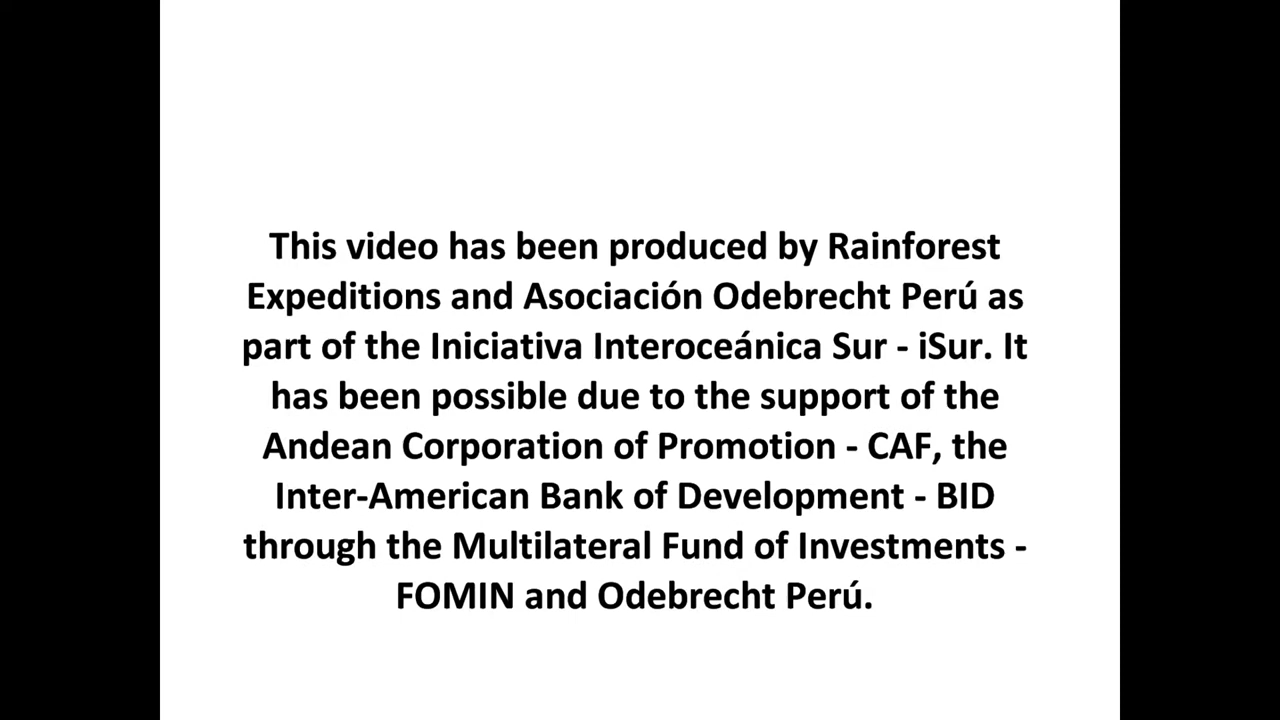 This video has been produced by Rainforest
Expeditions and Asociación Odebrecht Perú as
part of the Iniciativa Interoceánica Sur - iSur. It
has been possible due to the support of the
Andean Corporation of Promotion - CAF, the
Inter-American Bank of Development - BID
through the Multilateral Fund of Investments -
FOMIN and Odebrecht Perú.